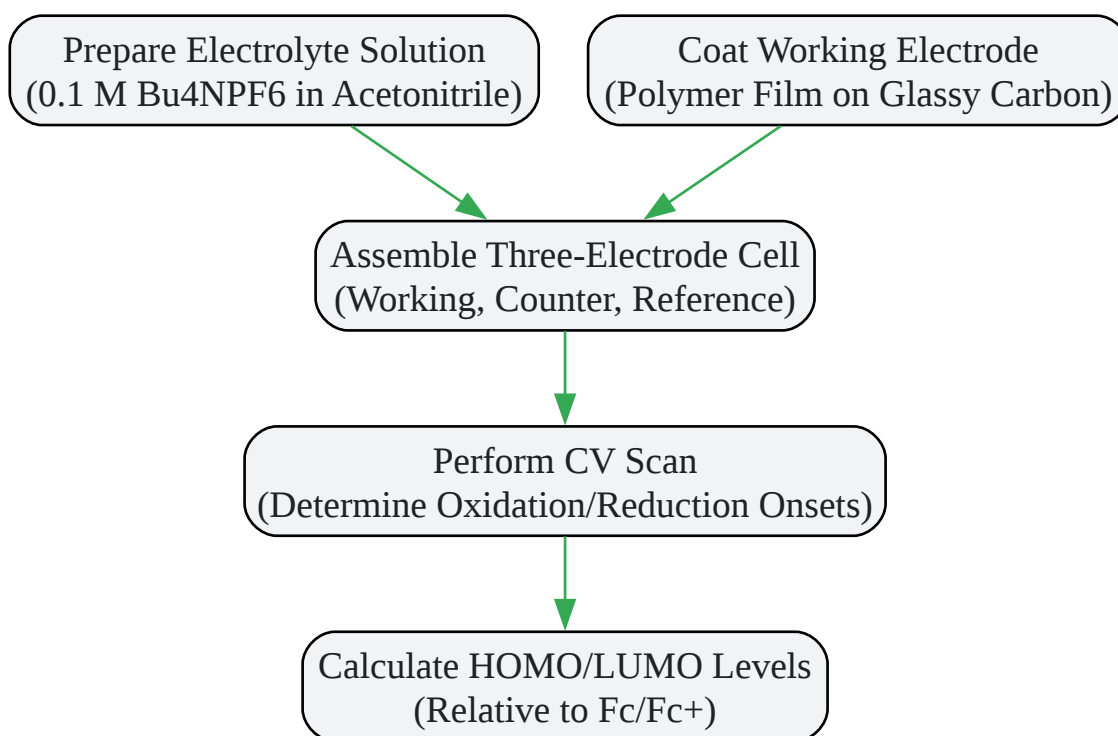 Prepare Electrolyte Solution
(0.1 M Bu4NPF6 in Acetonitrile)
Coat Working Electrode
(Polymer Film on Glassy Carbon)
Assemble Three-Electrode Cell
(Working, Counter, Reference)
Perform CV Scan
(Determine Oxidation/Reduction Onsets)
Calculate HOMO/LUMO Levels
(Relative to Fc/Fc+)